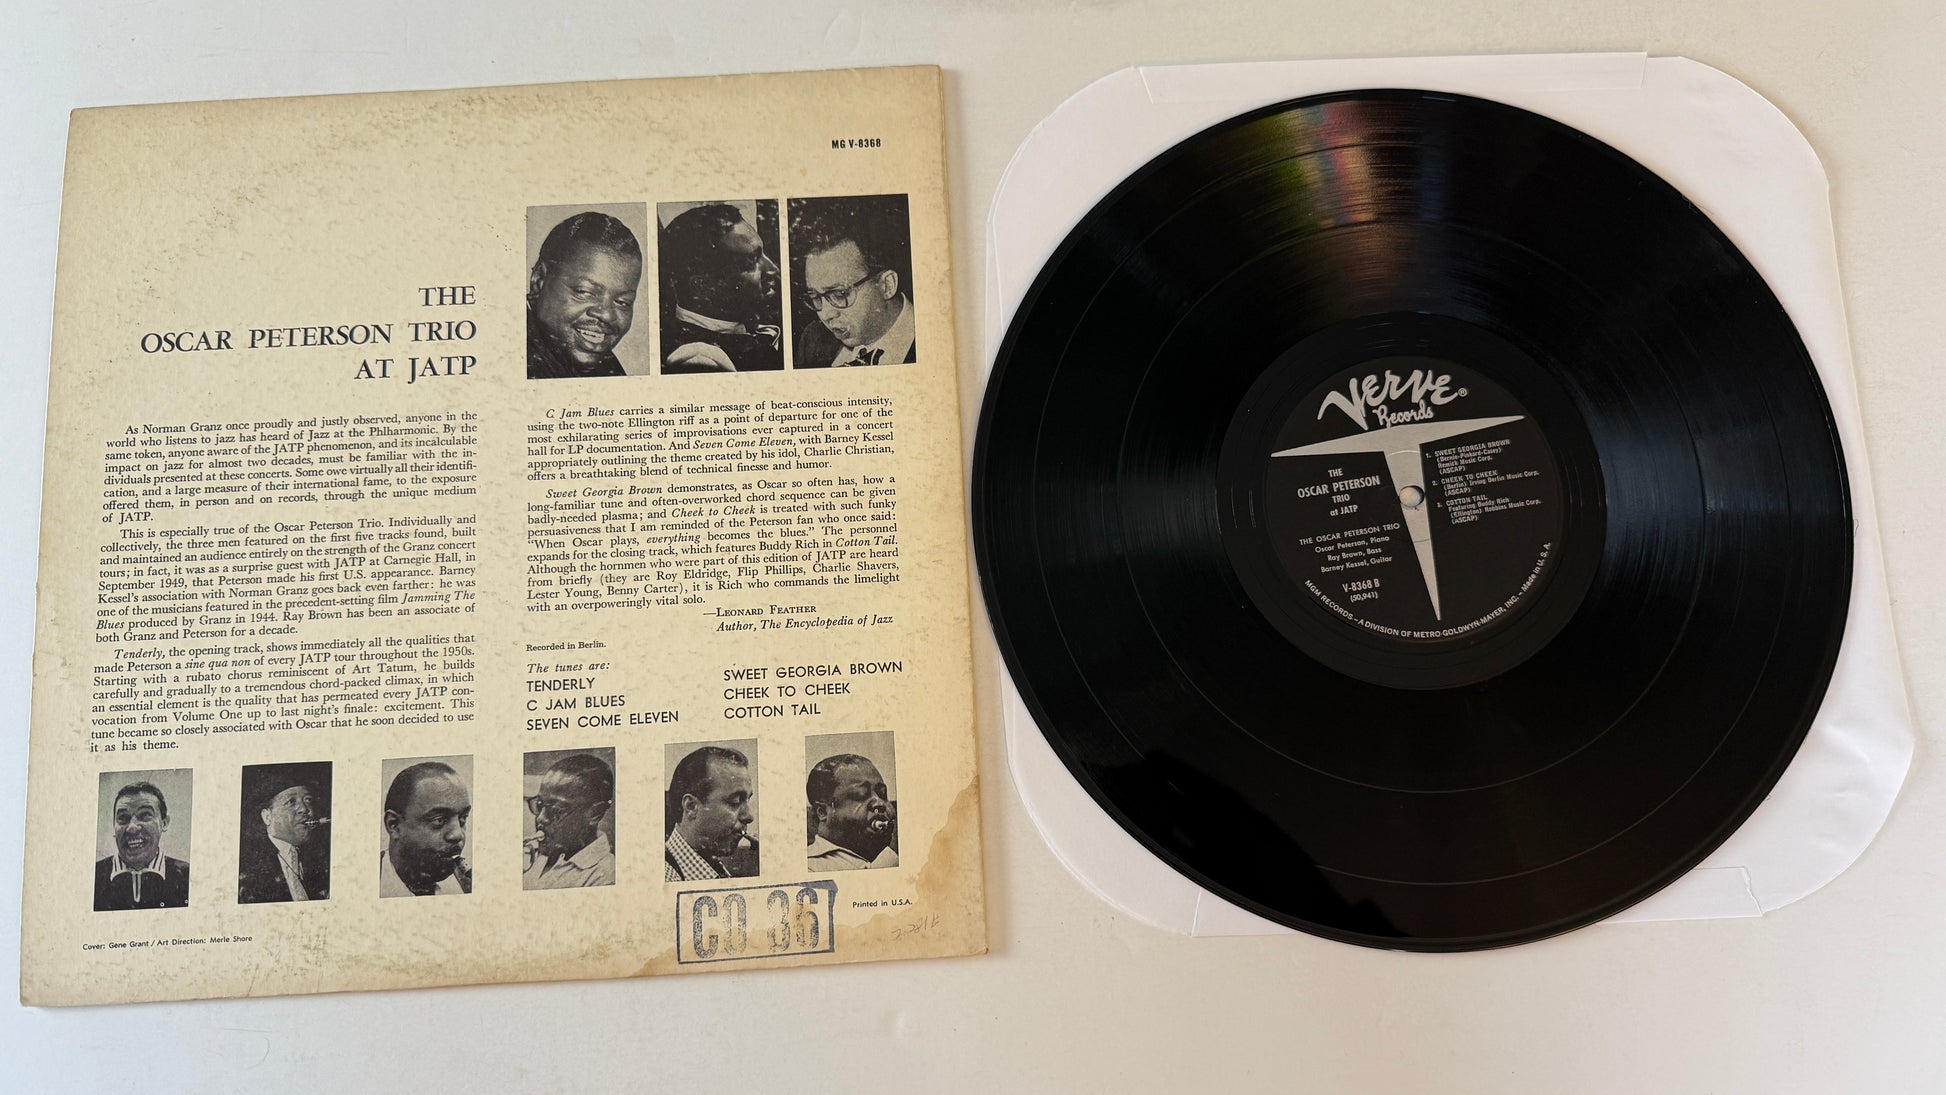 MG V-8368
THE
OSCAR PETERSON TRIO
AT JATP
As Norman Granz once proudly and justly observed, anyone in the
world who listens to jazz has heard of Jazz at the Philharmonic. By the
same token, anyone aware of the JATP phenomenon, and its incalculable
impact on jazz for almost two decades, must be familiar with the in-
dividuals presented at these concerts. Some owe virtually all their identifi-
cation, and a large measure of their international fame, to the exposure
offered them, in person and on records, through the unique medium
of JATP.
This is especially true of the Oscar Peterson Trio. Individually and
collectively, the three men featured on the first five tracks found, built
and maintained an audience entirely on the strength of the Granz concert
tours; in fact, it was as a surprise guest with JATP at Carnegie Hall, in
September 1949, that Peterson made his first U.S. appearance. Barney
Kessel's association with Norman Granz goes back even farther: he was
one of the musicians featured in the precedent-setting film Jamming The
Blues produced by Granz in 1944. Ray Brown has been an associate of
both Granz and Peterson for a decade.
Tenderly, the opening track, shows immediately all the qualities that
made Peterson a sine qua non of every JATP tour throughout the 1950s.
Starting with a rubato chorus reminiscent of Art Tatum, he builds
carefully and gradually to a tremendous chord-packed climax, in which
an essential element is the quality that has permeated every JATP con-
vocation from Volume One up to last night's finale: excitement. This
tune became so closely associated with Oscar that he soon decided to use
it as his theme.
C Jam Blues carries a similar message of beat-conscious intensity,
using the two-note Ellington riff as a point of departure for one of the
most exhilarating series of improvisations ever captured in a concert
hall for LP documentation. And Seven Come Eleven, with Barney Kessel
appropriately outlining the theme created by his idol, Charlie Christian,
offers a breathtaking blend of technical finesse and humor.
Sweet Georgia Brown demonstrates, as Oscar so often has, how a
long-familiar tune and often-overworked chord sequence can be given
badly-needed plasma; and Cheek to Cheek is treated with such funky
persuasiveness that I am reminded of the Peterson fan who once said:
"When Oscar plays, everything becomes the blues." The personnel
expands for the closing track, which features Buddy Rich in Cotton Tail.
Although the hornmen who were part of this edition of JATP are heard
from briefly (they are Roy Eldridge, Flip Phillips, Charlie Shavers,
Lester Young, Benny Carter), it is Rich who commands the limelight
with an overpoweringly vital solo.
—LEONARD FEATHER
Author, The Encyclopedia of Jazz
Recorded in Berlin.
The tunes are:
TENDERLY
C JAM BLUES
SEVEN COME ELEVEN
SWEET GEORGIA BROWN
CHEEK TO CHEEK
COTTON TAIL
Cover: Gene Grant / Art Direction: Merle Shore
CO 36
Printed in U.S.A.
Verve®
Records
THE
OSCAR PETERSON
TRIO
at JATP
THE OSCAR PETERSON TRIO
Oscar Peterson, Piano
Ray Brown, Bass
Barney Kessel, Guitar
V-8368 B
(50,941)
1. SWEET GEORGIA BROWN
(Bernie-Pinkard-Casey)
Remick Music Corp.
(ASCAP)
2. CHEEK TO CHEEK
(Berlin) Irving Berlin Music Corp.
(ASCAP)
3. COTTON TAIL
Featuring Buddy Rich
(Ellington) Robbins Music Corp.
(ASCAP)
MGM RECORDS—A DIVISION OF METRO-GOLDWYN-MAYER, INC.—Made in U.S.A.